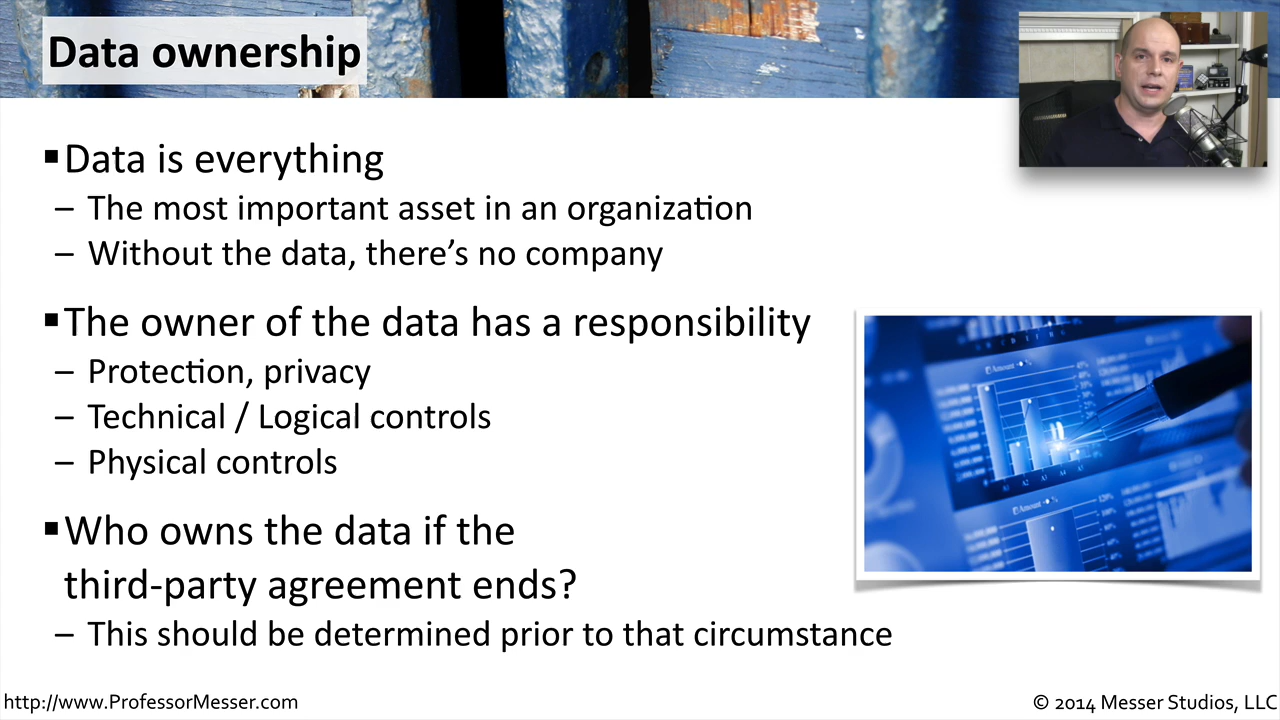 Data ownership
▪Data is everything
– The most important asset in an organization
– Without the data, there’s no company
▪The owner of the data has a responsibility
– Protection, privacy
– Technical / Logical controls
– Physical controls
▪Who owns the data if the
third-party agreement ends?
– This should be determined prior to that circumstance
http://www.ProfessorMesser.com
© 2014 Messer Studios, LLC